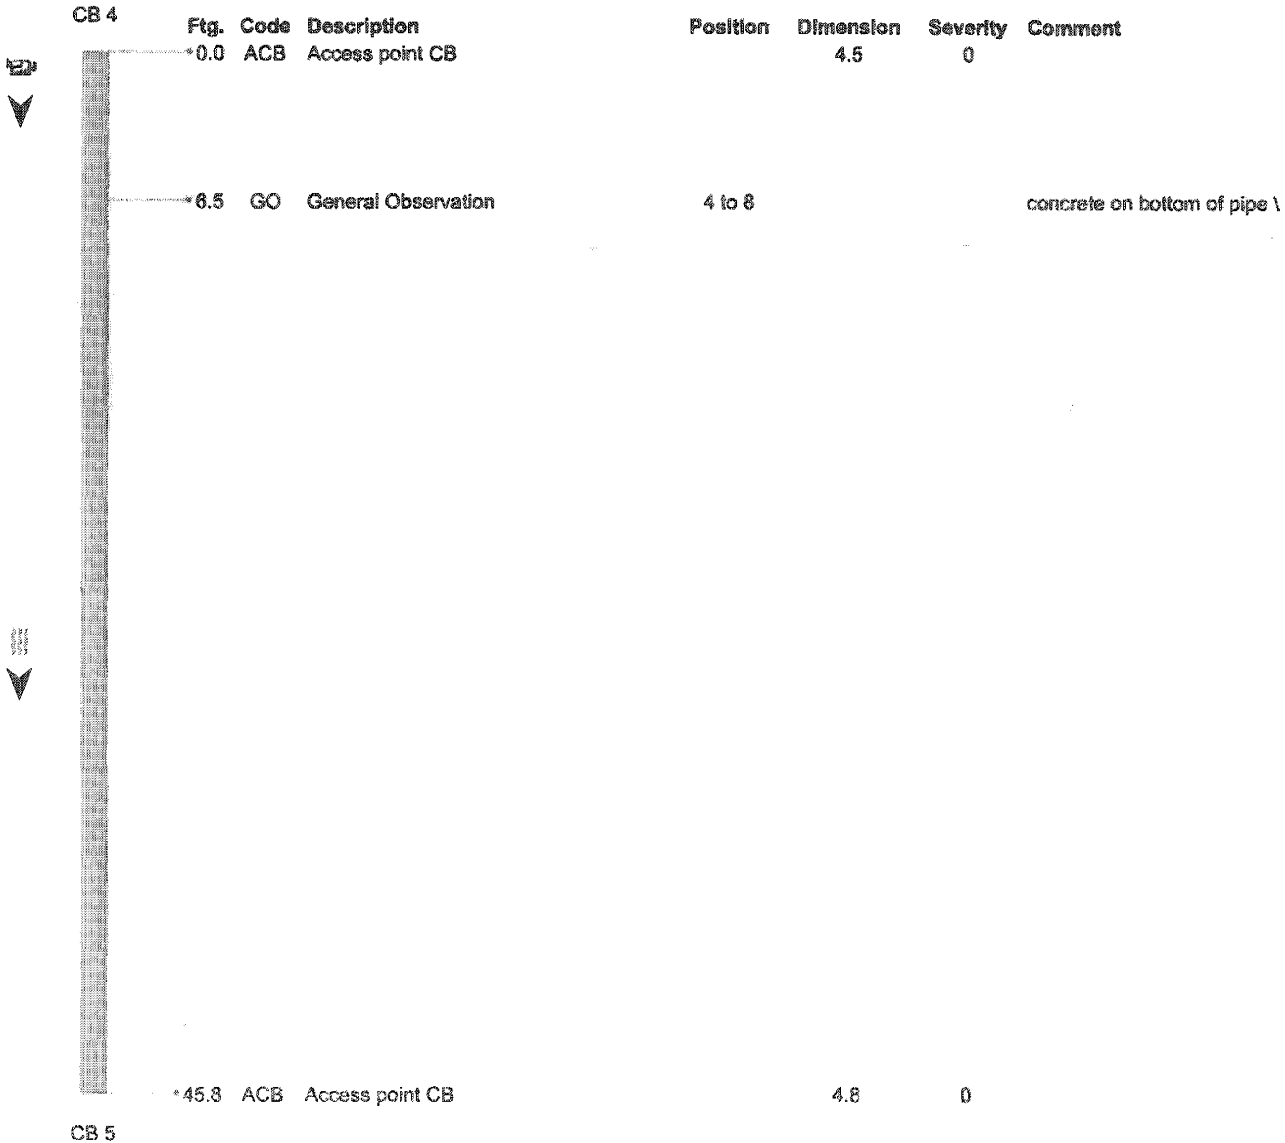 CB 4
Ftg. Code Description Position Dimension Severity Comment
0.0 ACB Access point CB 4.5 0
6.5 GO General Observation 4 to 8 concrete on bottom of pipe \
45.8 ACB Access point CB 4.8 0
CB 5